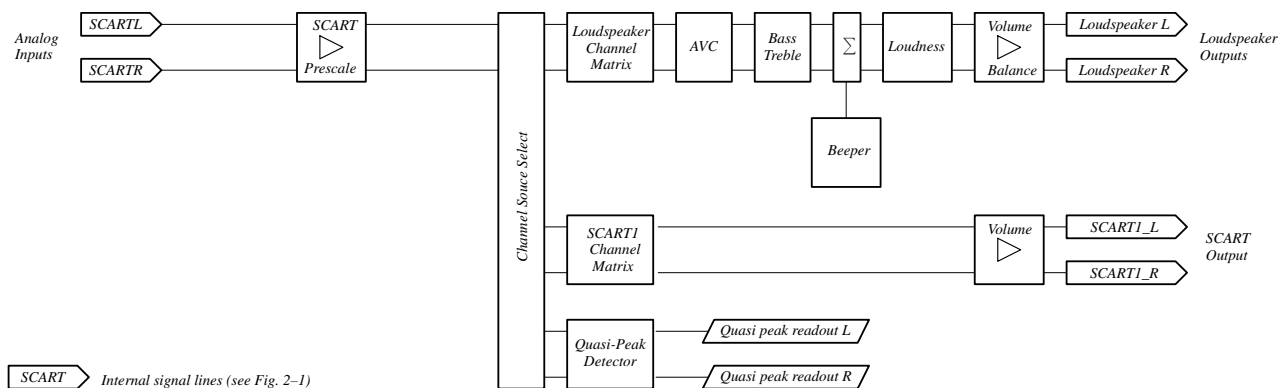 Analog
Inputs
SCARTL
SCARTR
SCART
Prescale
Channel Souce Select
Loudspeaker
Channel
Matrix
AVC
Bass
Treble
Σ
Beeper
Loudness
Volume
Balance
Loudspeaker L
Loudspeaker R
Loudspeaker
Outputs
SCART1
Channel
Matrix
Volume
SCART1_L
SCART1_R
SCART
Output
Quasi-Peak
Detector
Quasi peak readout L
Quasi peak readout R
SCART
Internal signal lines (see Fig. 2–1)